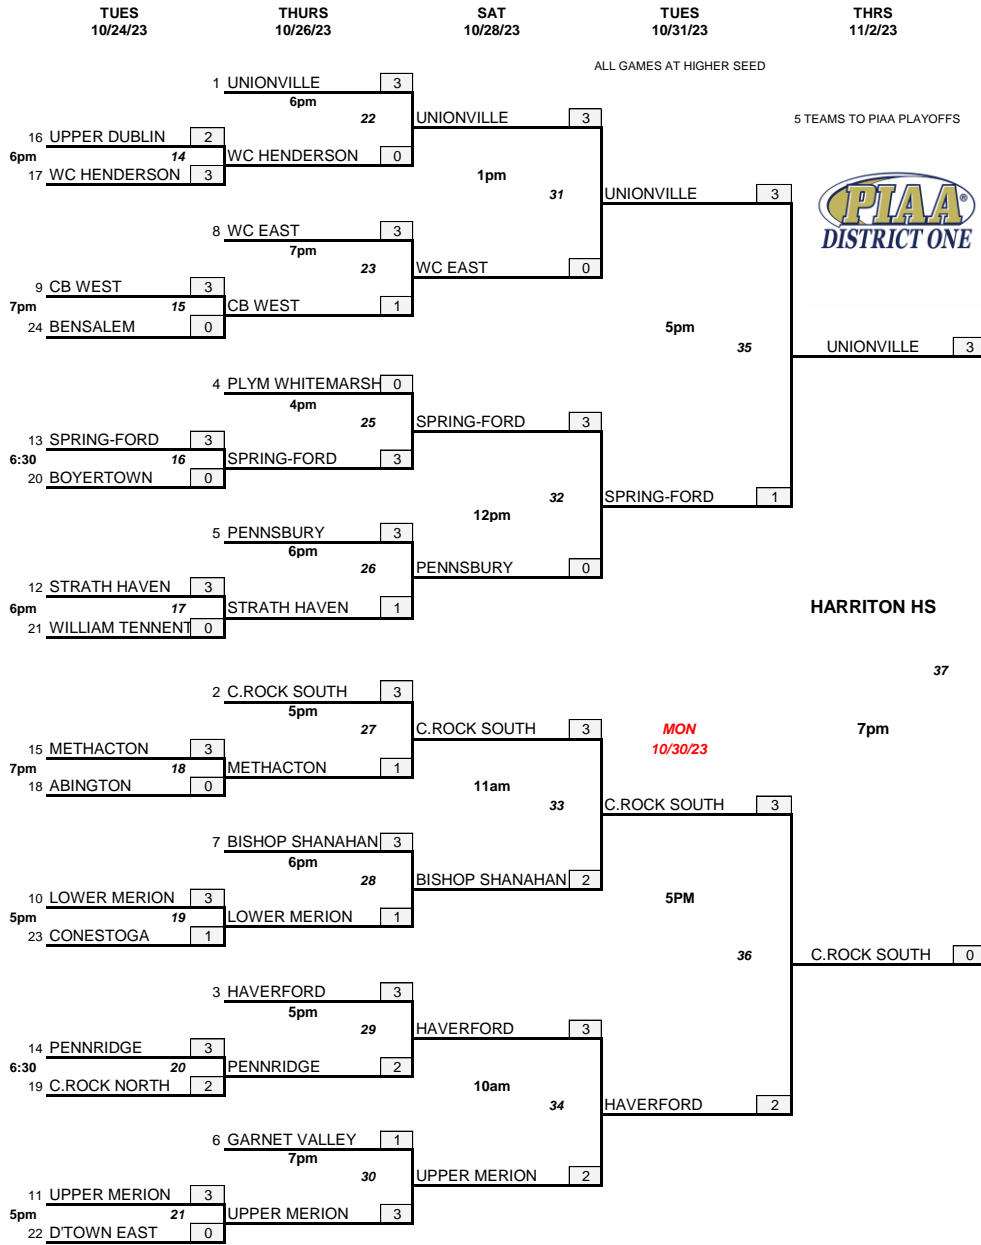 TUES THURS SAT TUES THRS
10/24/23 10/26/23 10/28/23 10/31/23 11/2/23
ALL GAMES AT HIGHER SEED
1 UNIONVILLE 3
6pm
22 UNIONVILLE 3
5 TEAMS TO PIAA PLAYOFFS
16 UPPER DUBLIN 2
6pm 14 WC HENDERSON 0
17 WC HENDERSON 3
1pm
31 UNIONVILLE 3
PIAA®
DISTRICT ONE
8 WC EAST 3
7pm
23 WC EAST 0
9 CB WEST 3
7pm 15 CB WEST 1
24 BENSALEM 0
5pm
35 UNIONVILLE 3
4 PLYM WHITEMARSH 0
4pm
25 SPRING-FORD 3
13 SPRING-FORD 3
6:30 16 SPRING-FORD 3
20 BOYERTOWN 0
32 SPRING-FORD 1
12pm
5 PENNSBURY 3
6pm
26 PENNSBURY 0
12 STRATH HAVEN 3
6pm 17 STRATH HAVEN 1
21 WILLIAM TENNENT 0
HARRITON HS
37
2 C.ROCK SOUTH 3
5pm
27 C.ROCK SOUTH 3
MON
10/30/23
7pm
15 METHACTON 3
7pm 18 METHACTON 1
18 ABINGTON 0
11am
33 C.ROCK SOUTH 3
7 BISHOP SHANAHAN 3
6pm
28 BISHOP SHANAHAN 2
10 LOWER MERION 3
5pm 19 LOWER MERION 1
23 CONESTOGA 1
5PM
36 C.ROCK SOUTH 0
3 HAVERFORD 3
5pm
29 HAVERFORD 3
14 PENNRIDGE 3
6:30 20 PENNRIDGE 2
19 C.ROCK NORTH 2
10am
34 HAVERFORD 2
6 GARNET VALLEY 1
7pm
30 UPPER MERION 2
11 UPPER MERION 3
5pm 21 UPPER MERION 3
22 D'TOWN EAST 0